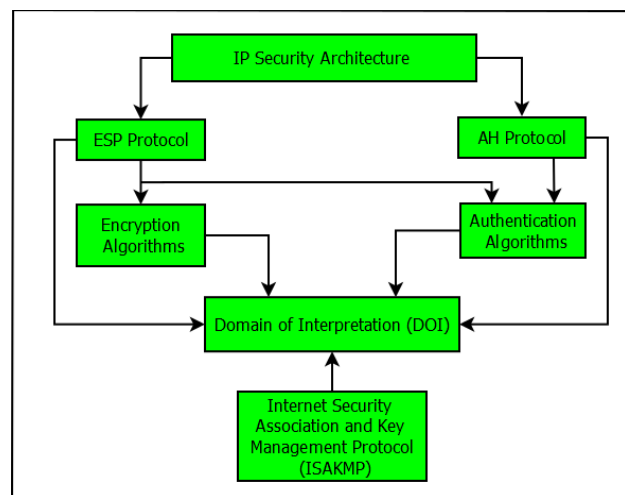 IP Security Architecture
ESP Protocol
AH Protocol
Encryption
Algorithms
Authentication
Algorithms
Domain of Interpretation (DOI)
Internet Security
Association and Key
Management Protocol
(ISAKMP)